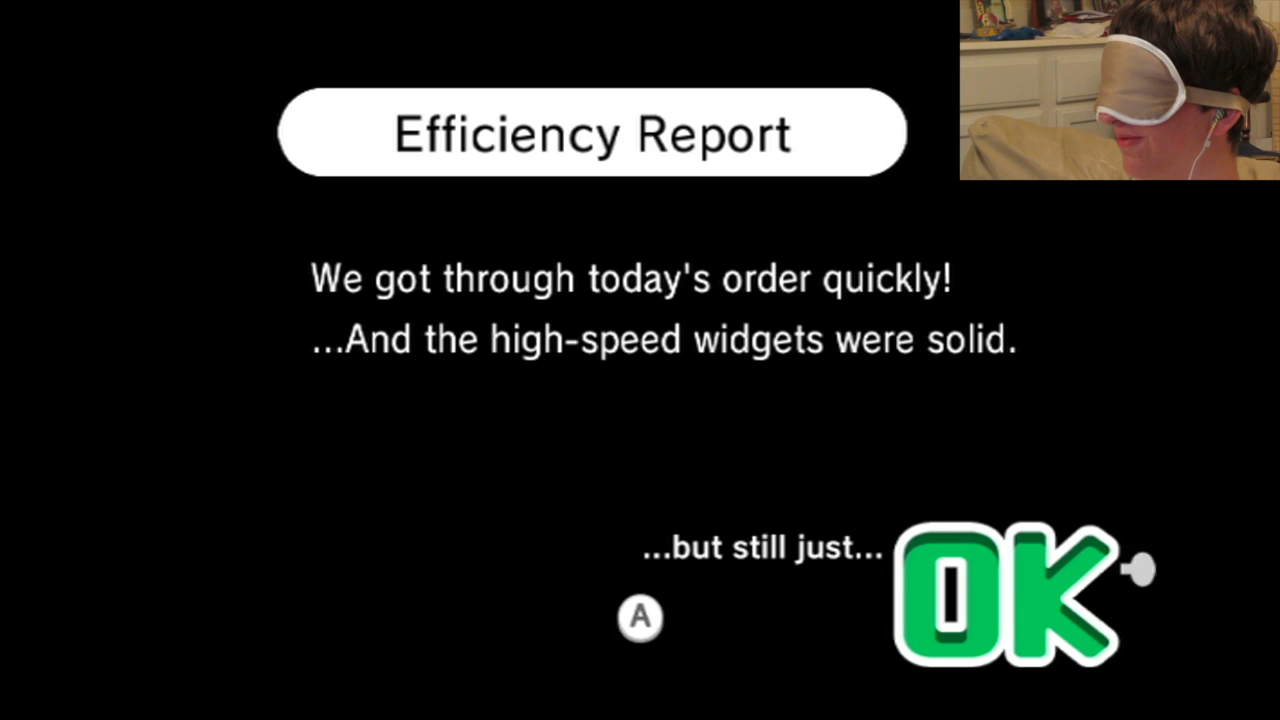 Efficiency Report
We got through today's order quickly!
...And the high-speed widgets were solid.
...but still just...
OK
A